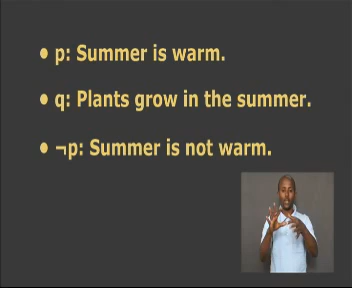 • p: Summer is warm.
• q: Plants grow in the summer.
• ¬p: Summer is not warm.